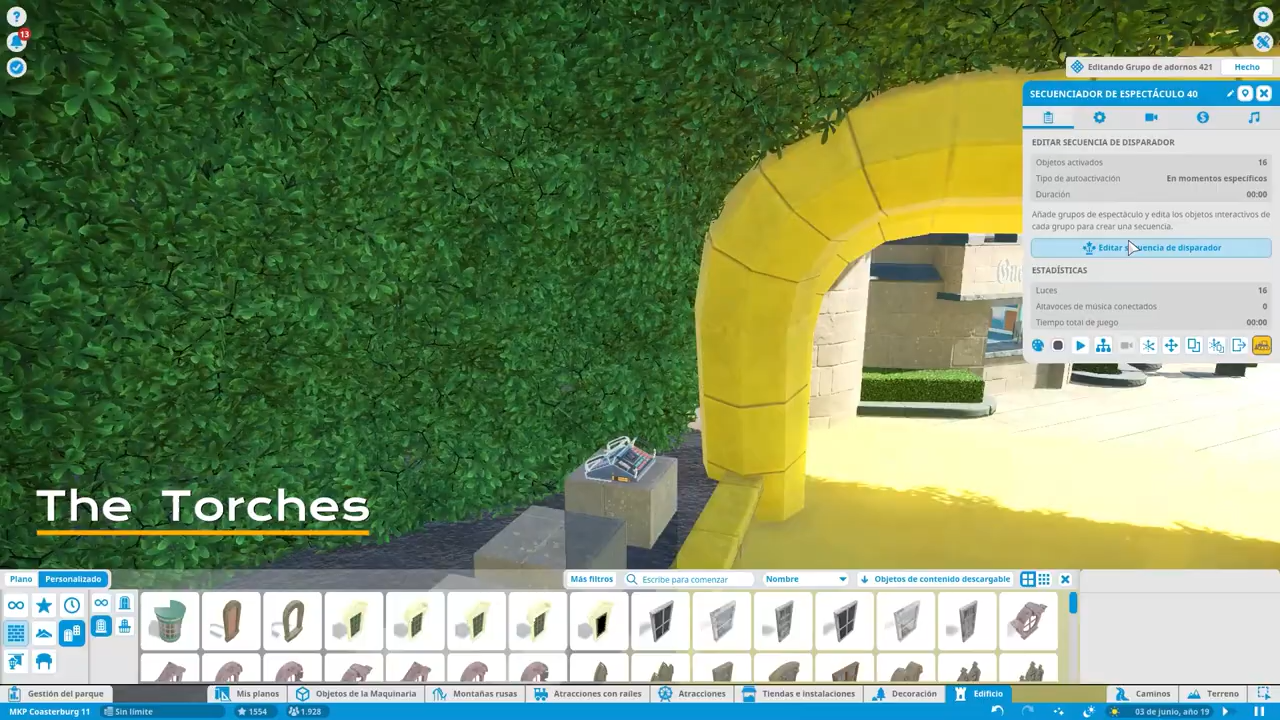 13
Editando Grupo de adornos 421
Hecho
SECUENCIADOR DE ESPECTÁCULO 40
EDITAR SECUENCIA DE DISPARADOR
Objetos activados 16
Tipo de autoactivación En momentos específicos
Duración 00:00
Añade grupos de espectáculo y edita los objetos interactivos de
cada grupo para crear una secuencia.
Editar secuencia de disparador
ESTADÍSTICAS
Luces 16
Altavoces de música conectados 0
Tiempo total de juego 00:00
The Torches
Plano Personalizado
Más filtros
Escribe para comenzar
Nombre
Objetos de contenido descargable
Gestión del parque
Mis planos
Objetos de la Maquinaria
Montañas rusas
Atracciones con raíles
Atracciones
Tiendas e instalaciones
Decoración
Edificio
Caminos
Terreno
MKP Coasterburg 11
Sin límite
1554
1.928
03 de junio, año 19